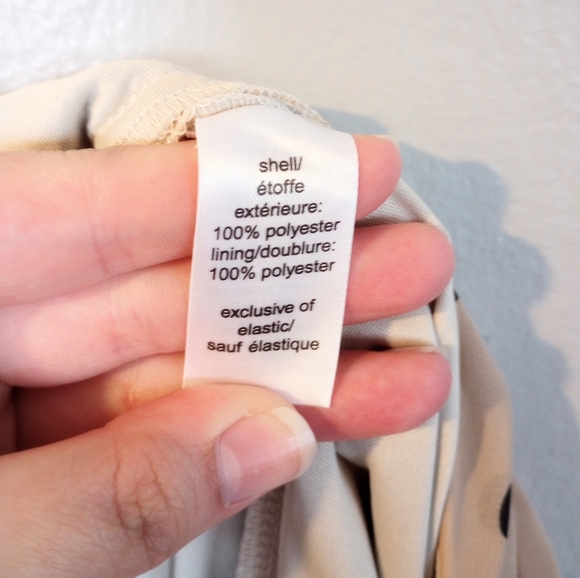 shell/
étoffe
extérieure:
100% polyester
lining/doublure:
100% polyester
exclusive of
elastic/
sauf élastique